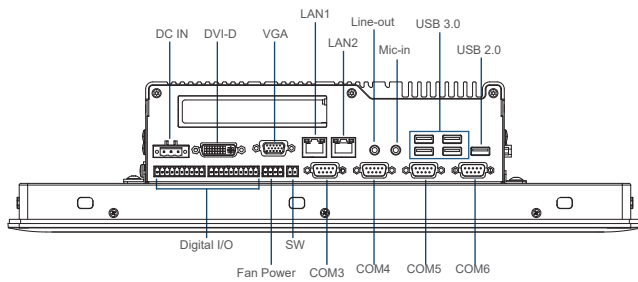 LAN1
Line-out
USB 3.0
DC IN
DVI-D
VGA
LAN2
Mic-in
USB 2.0
Digital I/O
SW
Fan Power
COM3
COM4
COM5
COM6